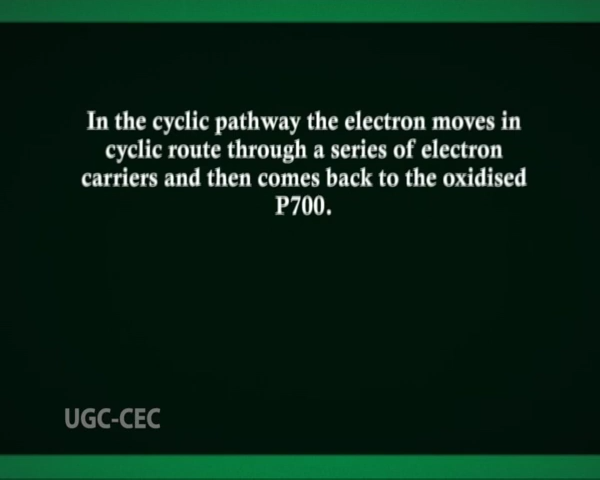 In the cyclic pathway the electron moves in
cyclic route through a series of electron
carriers and then comes back to the oxidised
P700.
UGC-CEC